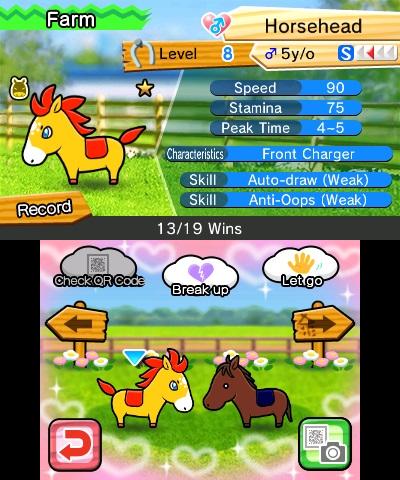 Farm
Horsehead
Level 8 ♂ 5y/o S
Speed 90
Stamina 75
Peak Time 4~5
Characteristics Front Charger
Skill Auto-draw (Weak)
Skill Anti-Oops (Weak)
Record
13/19 Wins
Check QR Code
Break up
Let go